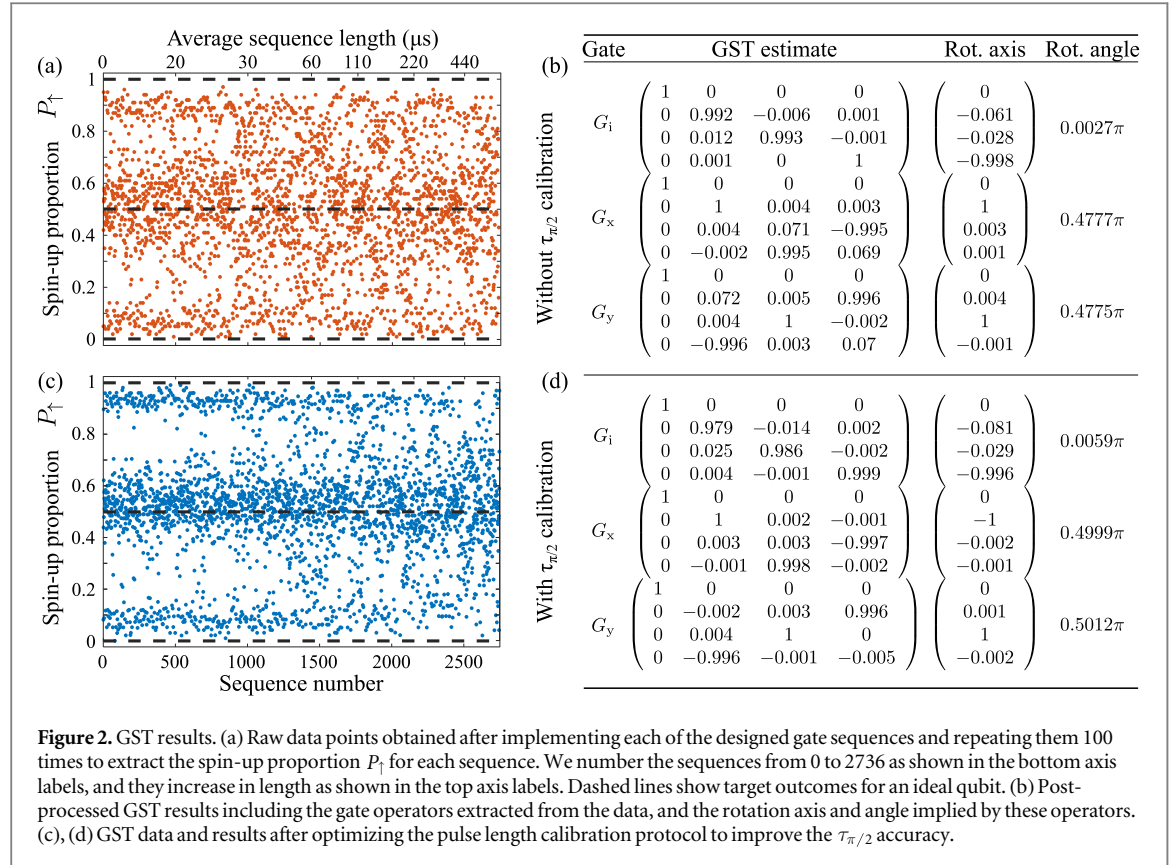 Average sequence length (μs)
0 20 30 60 110 220 440
(a)
1
0.8
0.6
0.4
0.2
0
P↑
Spin-up proportion
(b)
Gate GST estimate Rot. axis Rot. angle
Without τπ/2 calibration
1 0 0 0 0
0 0.992 −0.006 0.001 −0.061
Gi 0.0027π
0 0.012 0.993 −0.001 −0.028
0 0.001 0 1 −0.998
1 0 0 0 0
0 1 0.004 0.003 1
Gx 0.4777π
0 0.004 0.071 −0.995 0.003
0 −0.002 0.995 0.069 0.001
1 0 0 0 0
0 0.072 0.005 0.996 0.004
Gy 0.4775π
0 0.004 1 −0.002 1
0 −0.996 0.003 0.07 −0.001
(c)
1
0.8
0.6
0.4
0.2
0
P↑
Spin-up proportion
0 500 1000 1500 2000 2500
Sequence number
(d)
With τπ/2 calibration
1 0 0 0 0
0 0.979 −0.014 0.002 −0.081
Gi 0.0059π
0 0.025 0.986 −0.002 −0.029
0 0.004 −0.001 0.999 −0.996
1 0 0 0 0
0 1 0.002 −0.001 −1
Gx 0.4999π
0 0.003 0.003 −0.997 −0.002
0 −0.001 0.998 −0.002 −0.001
1 0 0 0 0
0 −0.002 0.003 0.996 0.001
Gy 0.5012π
0 0.004 1 0 1
0 −0.996 −0.001 −0.005 −0.002
Figure 2. GST results. (a) Raw data points obtained after implementing each of the designed gate sequences and repeating them 100
times to extract the spin-up proportion P↑ for each sequence. We number the sequences from 0 to 2736 as shown in the bottom axis
labels, and they increase in length as shown in the top axis labels. Dashed lines show target outcomes for an ideal qubit. (b) Post-
processed GST results including the gate operators extracted from the data, and the rotation axis and angle implied by these operators.
(c), (d) GST data and results after optimizing the pulse length calibration protocol to improve the τπ/2 accuracy.